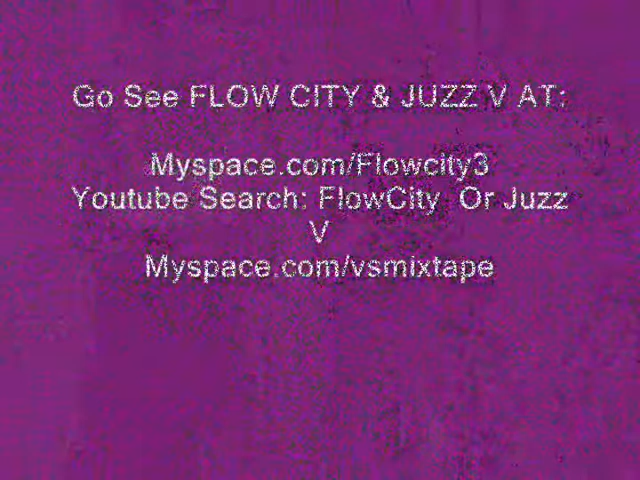 Go See FLOW CITY & JUZZ V AT:
Myspace.com/Flowcity3
Youtube Search: FlowCity Or Juzz
V
Myspace.com/vsmixtape